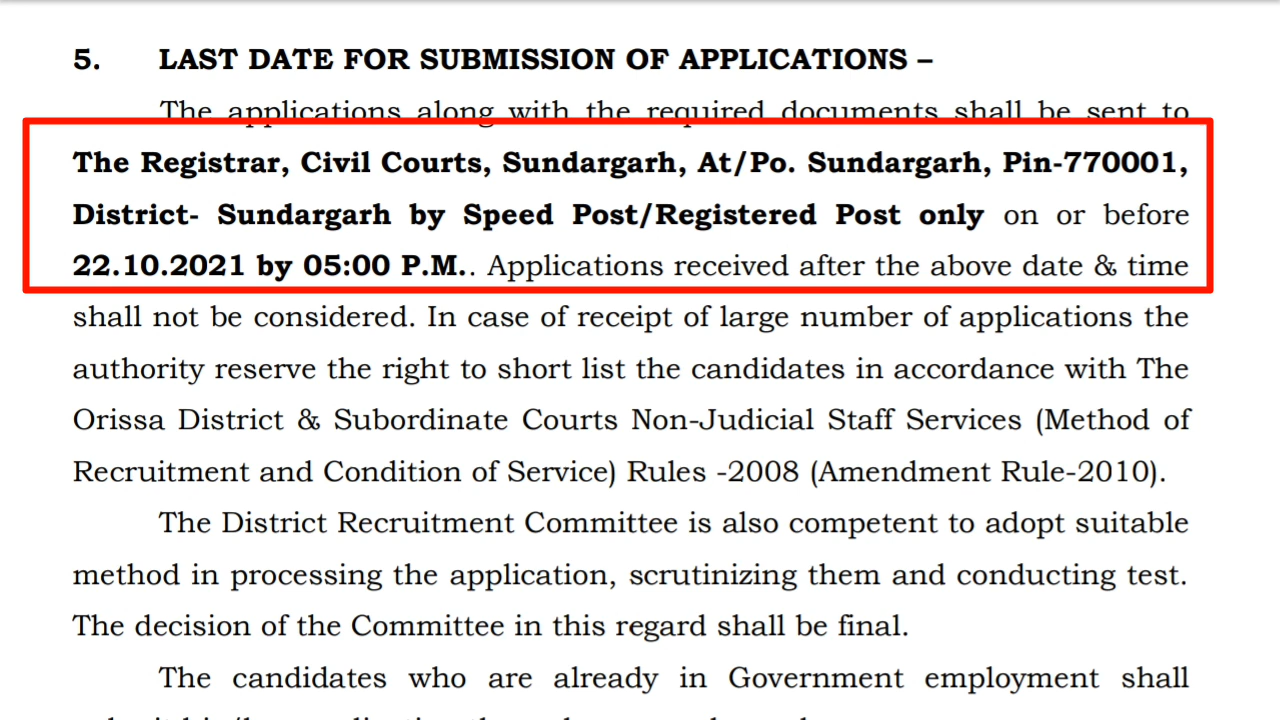 5. LAST DATE FOR SUBMISSION OF APPLICATIONS –
The applications along with the required documents shall be sent to
The Registrar, Civil Courts, Sundargarh, At/Po. Sundargarh, Pin-770001,
District- Sundargarh by Speed Post/Registered Post only on or before
22.10.2021 by 05:00 P.M.. Applications received after the above date & time
shall not be considered. In case of receipt of large number of applications the
authority reserve the right to short list the candidates in accordance with The
Orissa District & Subordinate Courts Non-Judicial Staff Services (Method of
Recruitment and Condition of Service) Rules -2008 (Amendment Rule-2010).
The District Recruitment Committee is also competent to adopt suitable
method in processing the application, scrutinizing them and conducting test.
The decision of the Committee in this regard shall be final.
The candidates who are already in Government employment shall